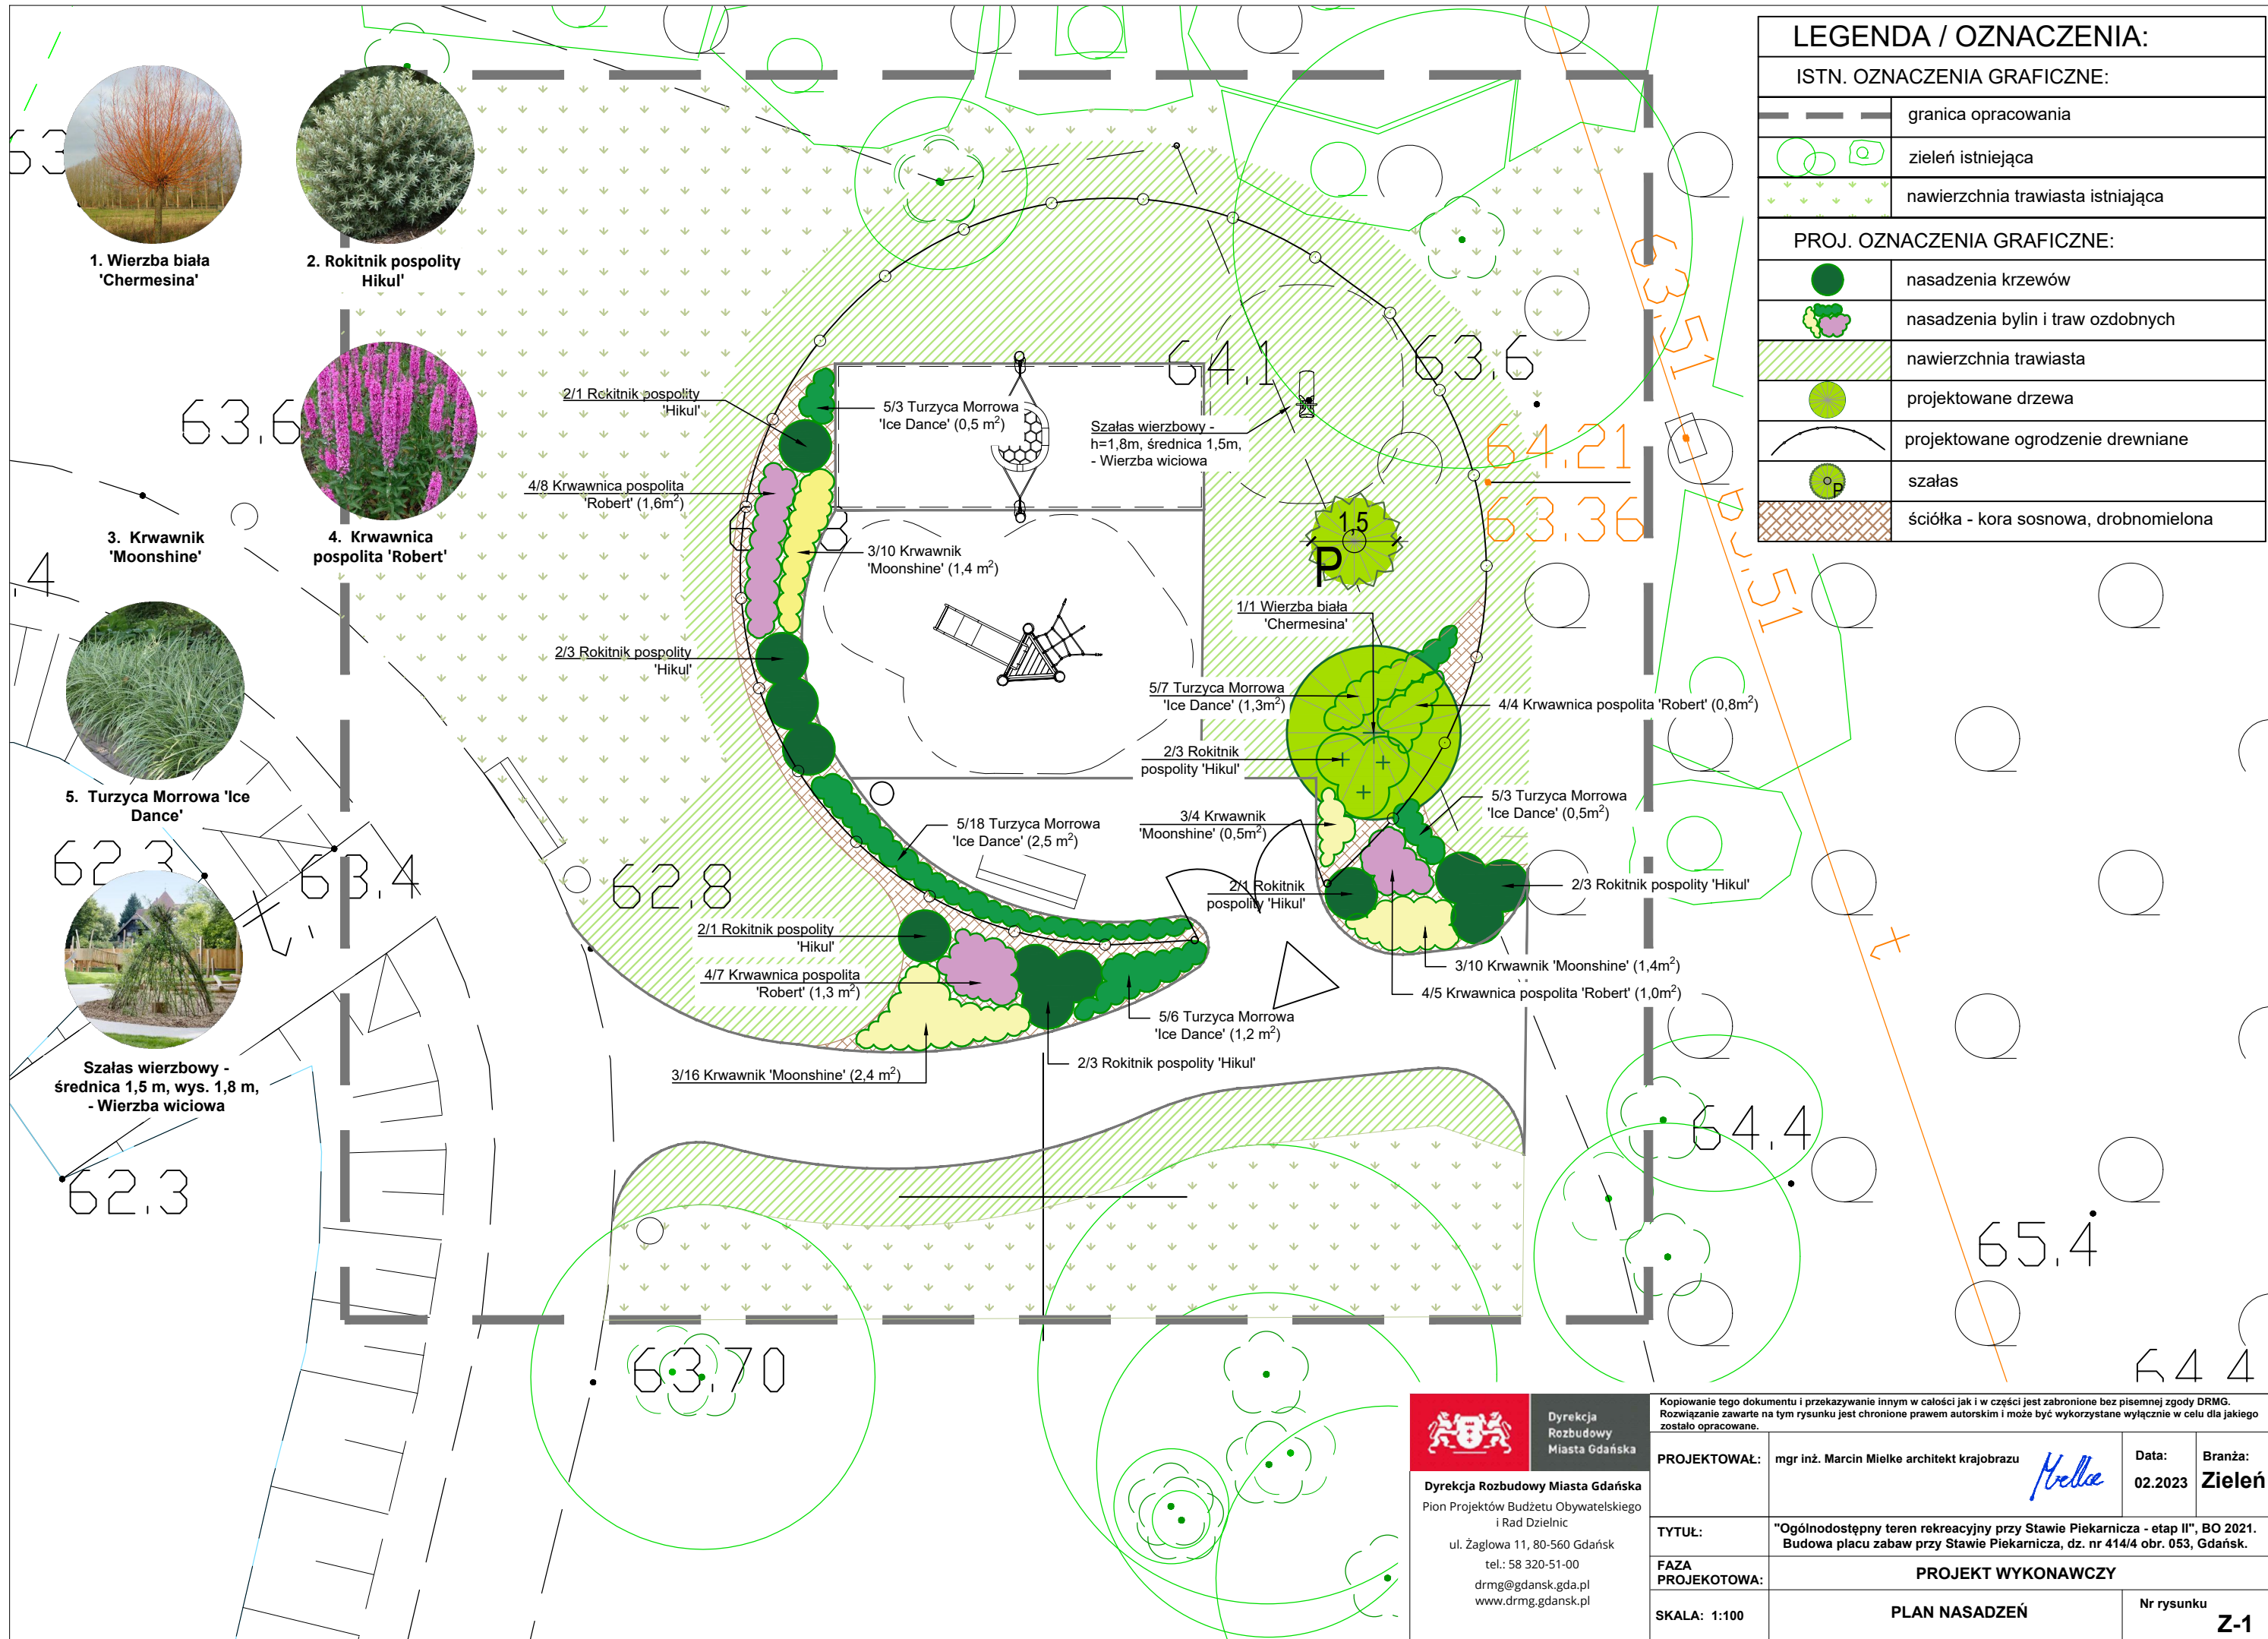 LEGENDA / OZNACZENIA:
ISTN. OZNACZENIA GRAFICZNE:
granica opracowania
zieleń istniejąca
nawierzchnia trawiasta istniejąca
PROJ. OZNACZENIA GRAFICZNE:
nasadzenia krzewów
nasadzenia bylin i traw ozdobnych
nawierzchnia trawiasta
projektowane drzewa
projektowane ogrodzenie drewniane
P
szałas
ściółka - kora sosnowa, drobnomielona
1. Wierzba biała
'Chermesina'
2. Rokitnik pospolity
Hikul'
3. Krwawnik
'Moonshine'
4. Krwawnica
pospolita 'Robert'
5. Turzyca Morrowa 'Ice
Dance'
Szałas wierzbowy -
średnica 1,5 m, wys. 1,8 m,
- Wierzba wiciowa
63
63.6
.4
62.3
63.4
62.3
62.8
63.70
64.1
63.6
64.21
63.36
63.51
63.51
64.4
65.4
64 4
2/1 Rokitnik pospolity
'Hikul'
5/3 Turzyca Morrowa
'Ice Dance' (0,5 m²)
Szałas wierzbowy -
h=1,8m, średnica 1,5m,
- Wierzba wiciowa
4/8 Krwawnica pospolita
'Robert' (1,6m²)
3/10 Krwawnik
'Moonshine' (1,4 m²)
1,5
P
1/1 Wierzba biała
'Chermesina'
2/3 Rokitnik pospolity
'Hikul'
5/7 Turzyca Morrowa
'Ice Dance' (1,3m²)
4/4 Krwawnica pospolita 'Robert' (0,8m²)
2/3 Rokitnik
pospolity 'Hikul'
5/3 Turzyca Morrowa
'Ice Dance' (0,5m²)
3/4 Krwawnik
'Moonshine' (0,5m²)
5/18 Turzyca Morrowa
'Ice Dance' (2,5 m²)
2/1 Rokitnik
pospolity 'Hikul'
2/3 Rokitnik pospolity 'Hikul'
2/1 Rokitnik pospolity
'Hikul'
4/7 Krwawnica pospolita
'Robert' (1,3 m²)
3/10 Krwawnik 'Moonshine' (1,4m²)
4/5 Krwawnica pospolita 'Robert' (1,0m²)
5/6 Turzyca Morrowa
'Ice Dance' (1,2 m²)
2/3 Rokitnik pospolity 'Hikul'
3/16 Krwawnik 'Moonshine' (2,4 m²)
Dyrekcja
Rozbudowy
Miasta Gdańska
Dyrekcja Rozbudowy Miasta Gdańska
Pion Projektów Budżetu Obywatelskiego
i Rad Dzielnic
ul. Żaglowa 11, 80-560 Gdańsk
tel.: 58 320-51-00
drmg@gdansk.gda.pl
www.drmg.gdansk.pl
Kopiowanie tego dokumentu i przekazywanie innym w całości jak i w części jest zabronione bez pisemnej zgody DRMG.
Rozwiązanie zawarte na tym rysunku jest chronione prawem autorskim i może być wykorzystane wyłącznie w celu dla jakiego
zostało opracowane.
PROJEKTOWAŁ:
mgr inż. Marcin Mielke architekt krajobrazu
Data:
02.2023
Branża:
Zieleń
TYTUŁ:
"Ogólnodostępny teren rekreacyjny przy Stawie Piekarnicza - etap II", BO 2021.
Budowa placu zabaw przy Stawie Piekarnicza, dz. nr 414/4 obr. 053, Gdańsk.
FAZA
PROJEKOTOWA:
PROJEKT WYKONAWCZY
SKALA: 1:100
PLAN NASADZEŃ
Nr rysunku
Z-1